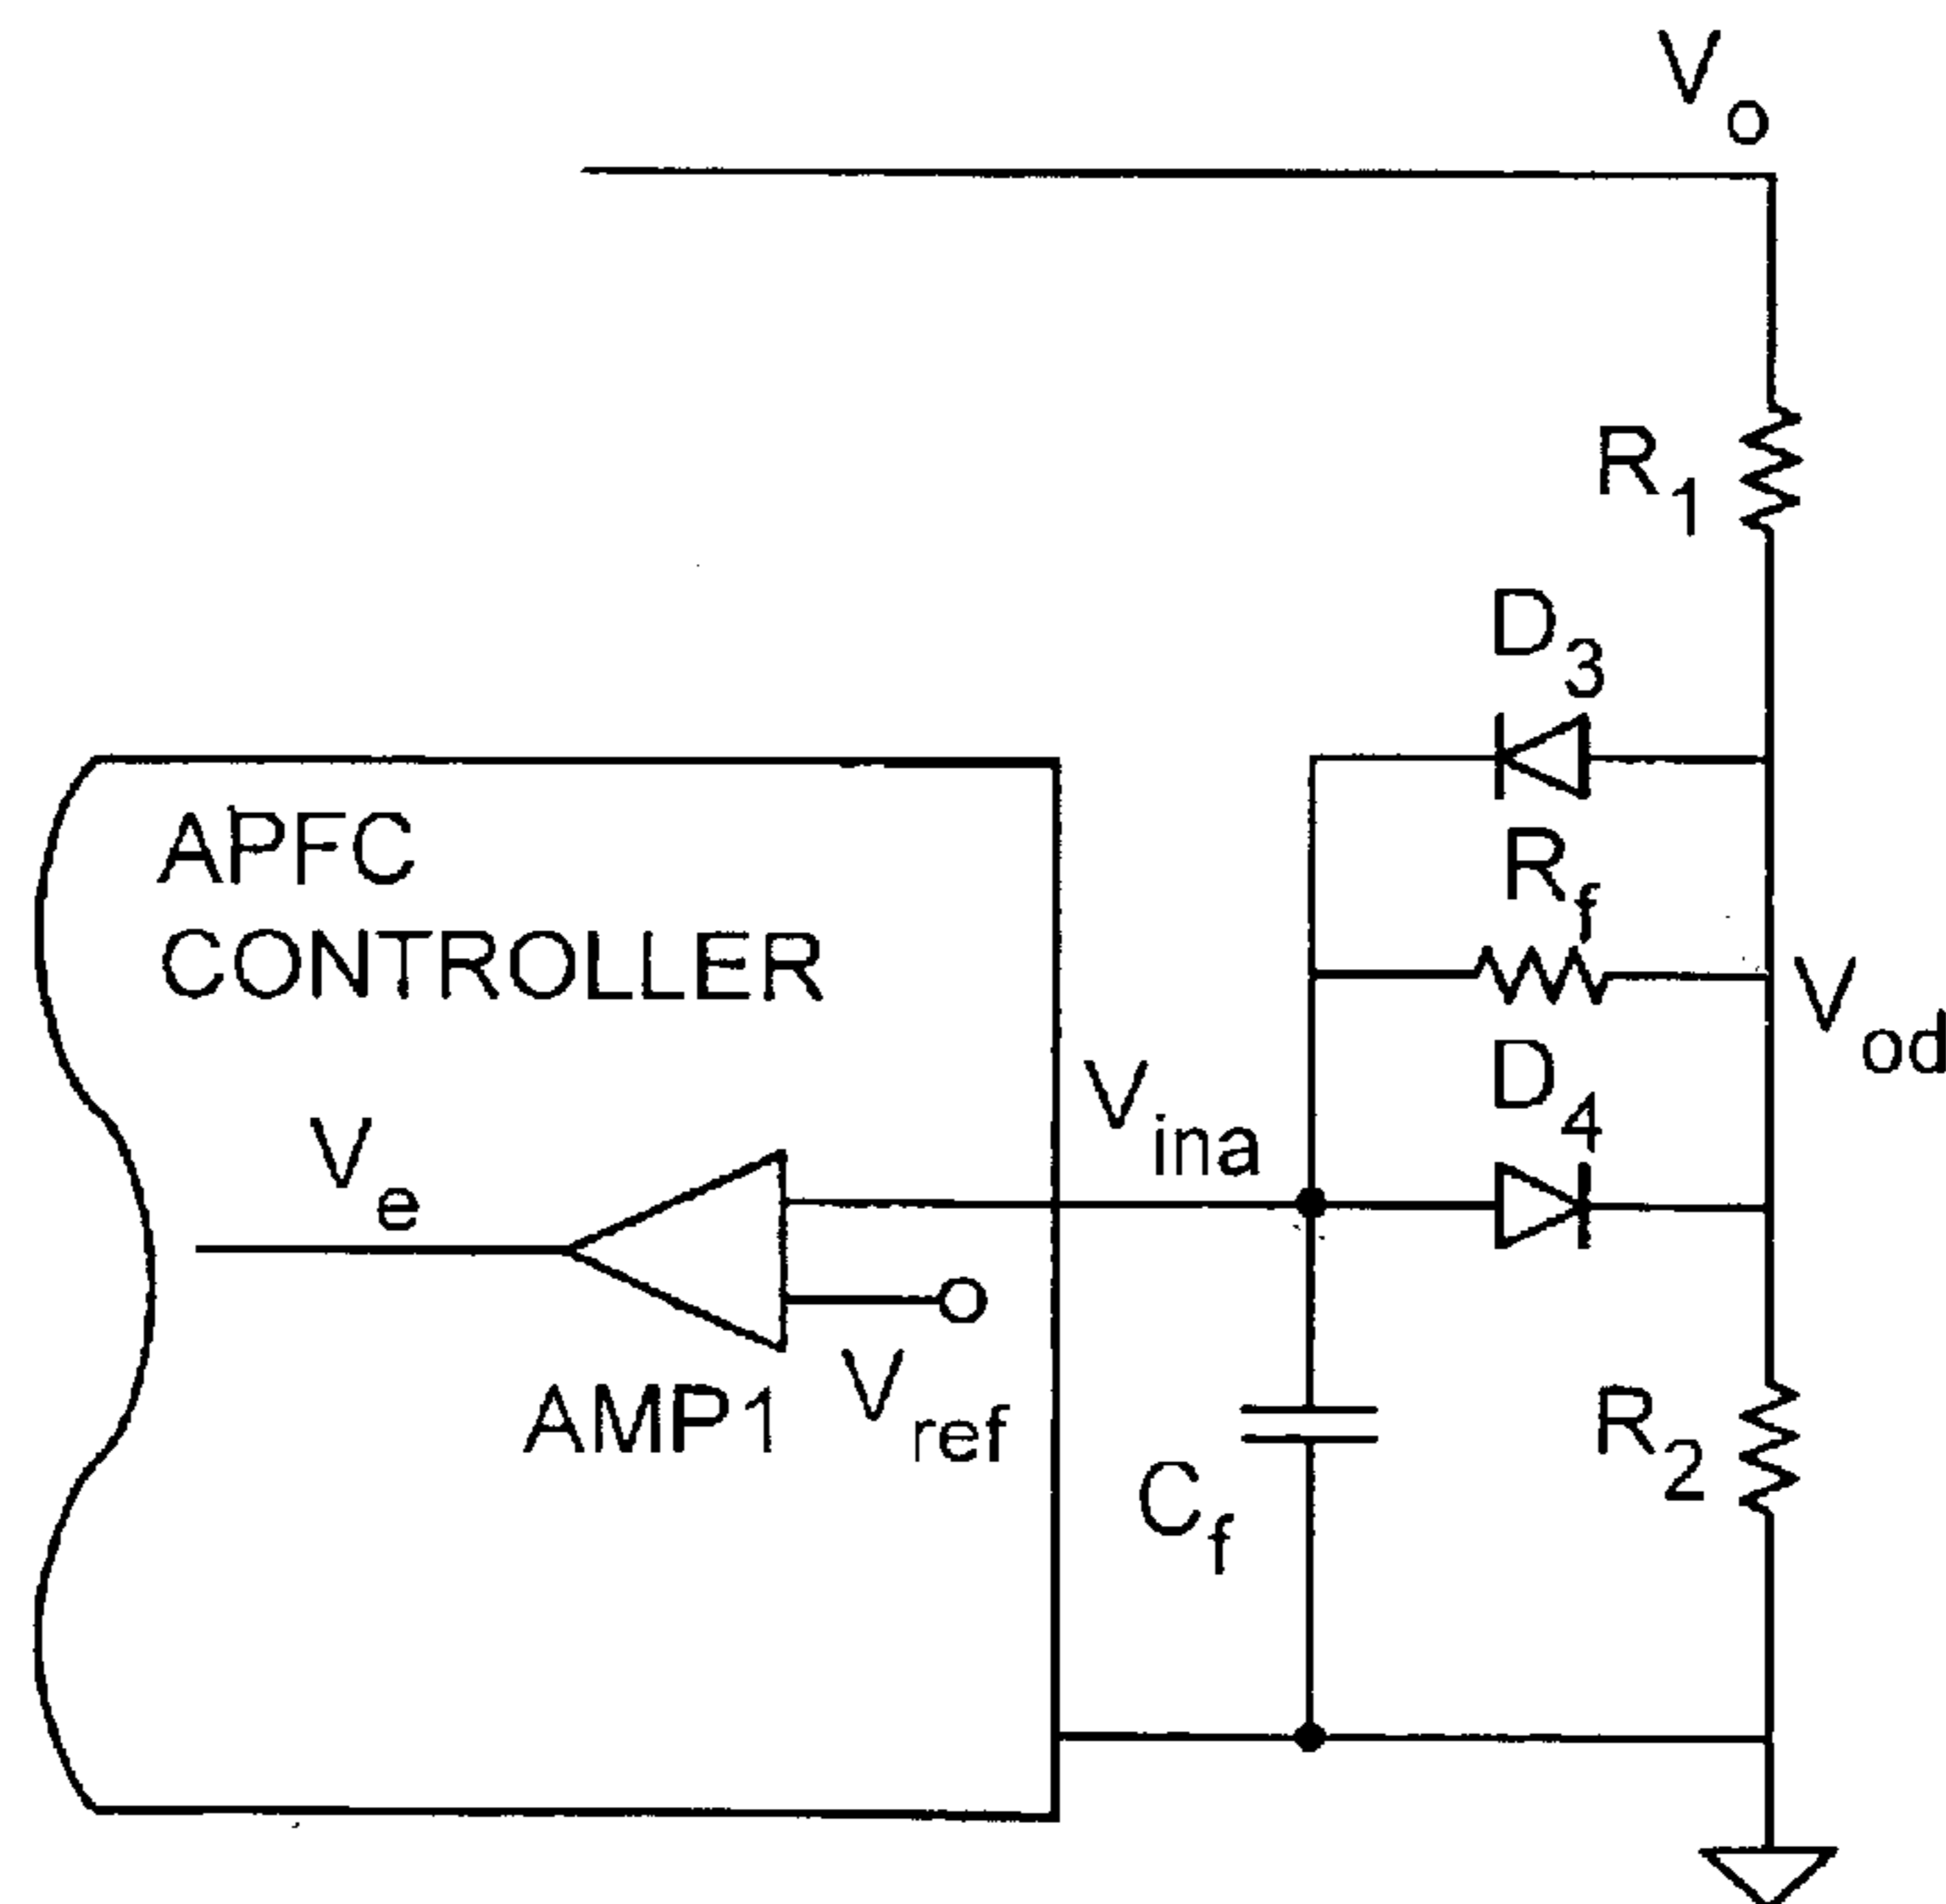 Vo
R1
D3
Rf
APFC
CONTROLLER
Vod
D4
Vina
Ve
Vref
AMP1
R2
Cf